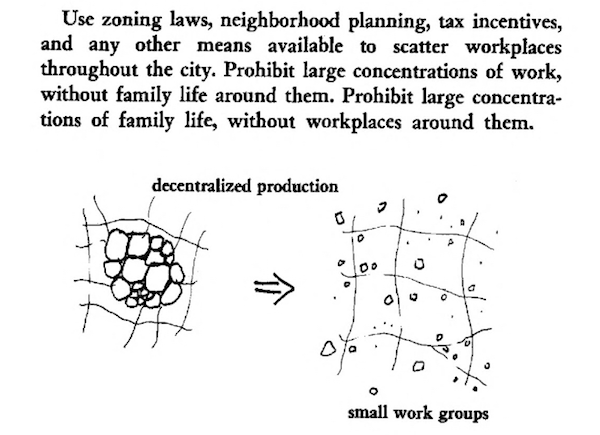 Use zoning laws, neighborhood planning, tax incentives,
and any other means available to scatter workplaces
throughout the city. Prohibit large concentrations of work,
without family life around them. Prohibit large concentra-
tions of family life, without workplaces around them.
decentralized production
small work groups